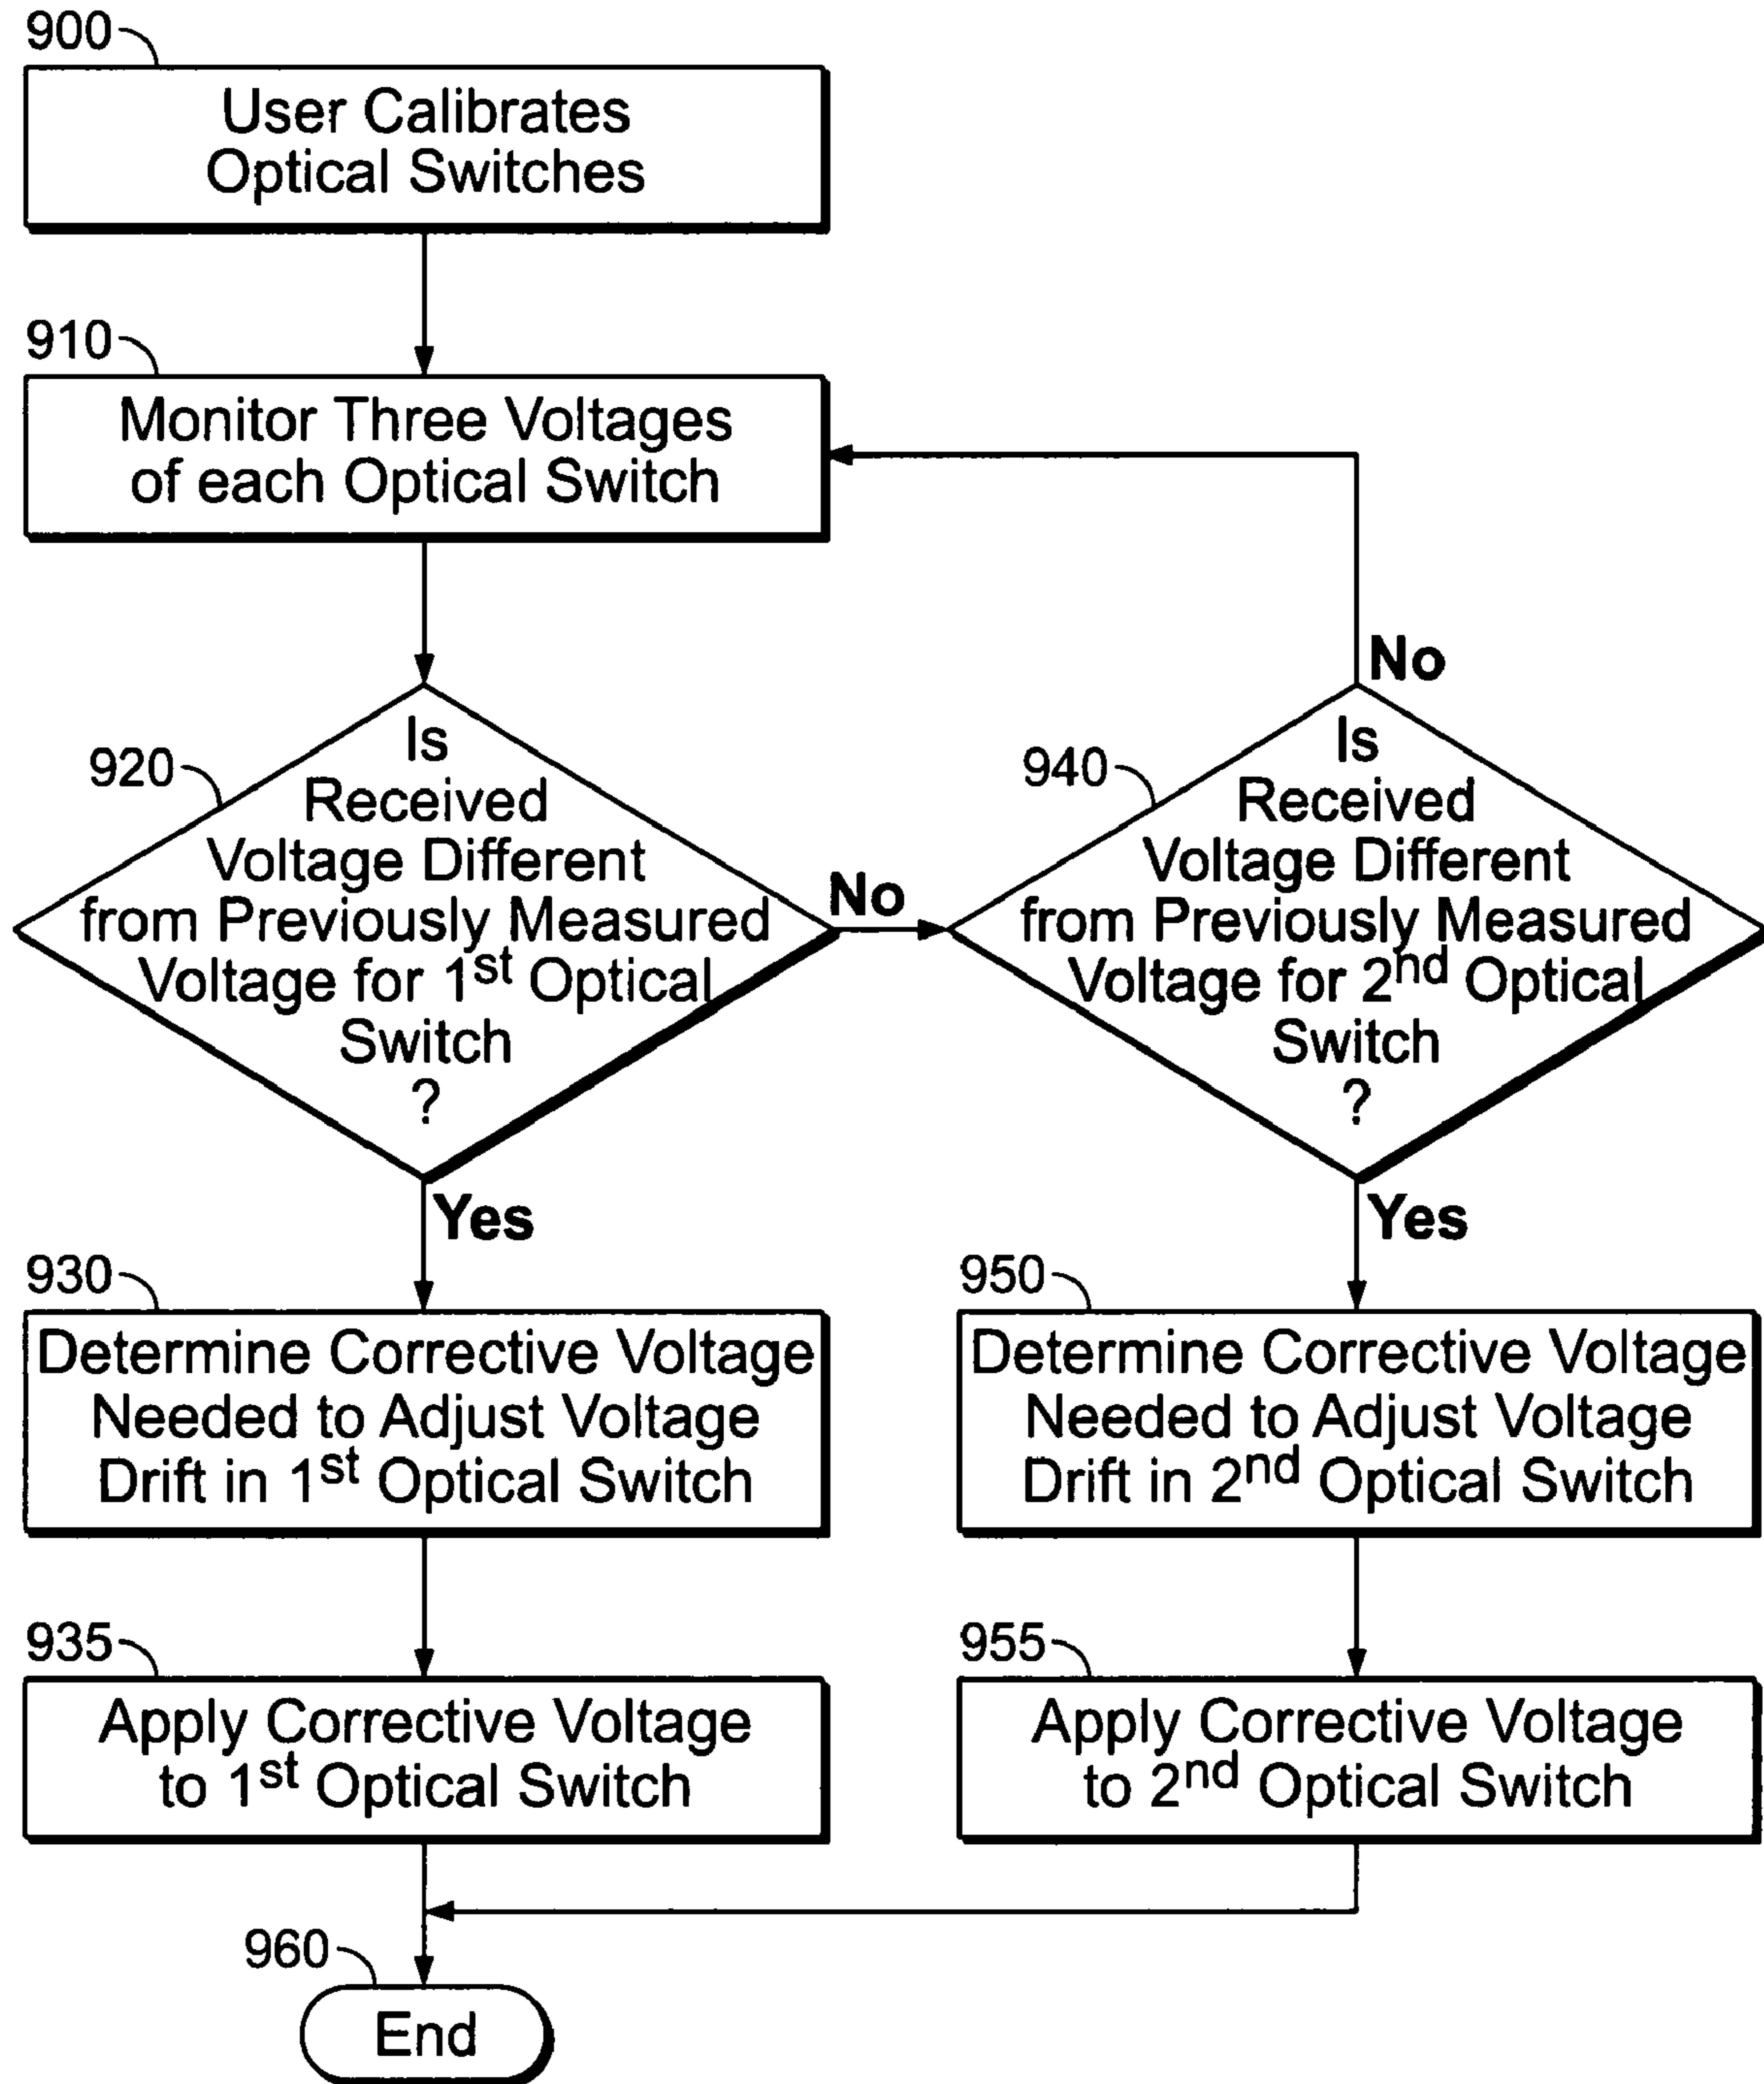 900
User Calibrates
Optical Switches
910
Monitor Three Voltages
of each Optical Switch
920
Is
Received
Voltage Different
from Previously Measured
Voltage for 1st Optical
Switch
?
No
Yes
940
Is
Received
Voltage Different
from Previously Measured
Voltage for 2nd Optical
Switch
?
No
Yes
930
Determine Corrective Voltage
Needed to Adjust Voltage
Drift in 1st Optical Switch
950
Determine Corrective Voltage
Needed to Adjust Voltage
Drift in 2nd Optical Switch
935
Apply Corrective Voltage
to 1st Optical Switch
955
Apply Corrective Voltage
to 2nd Optical Switch
960
End